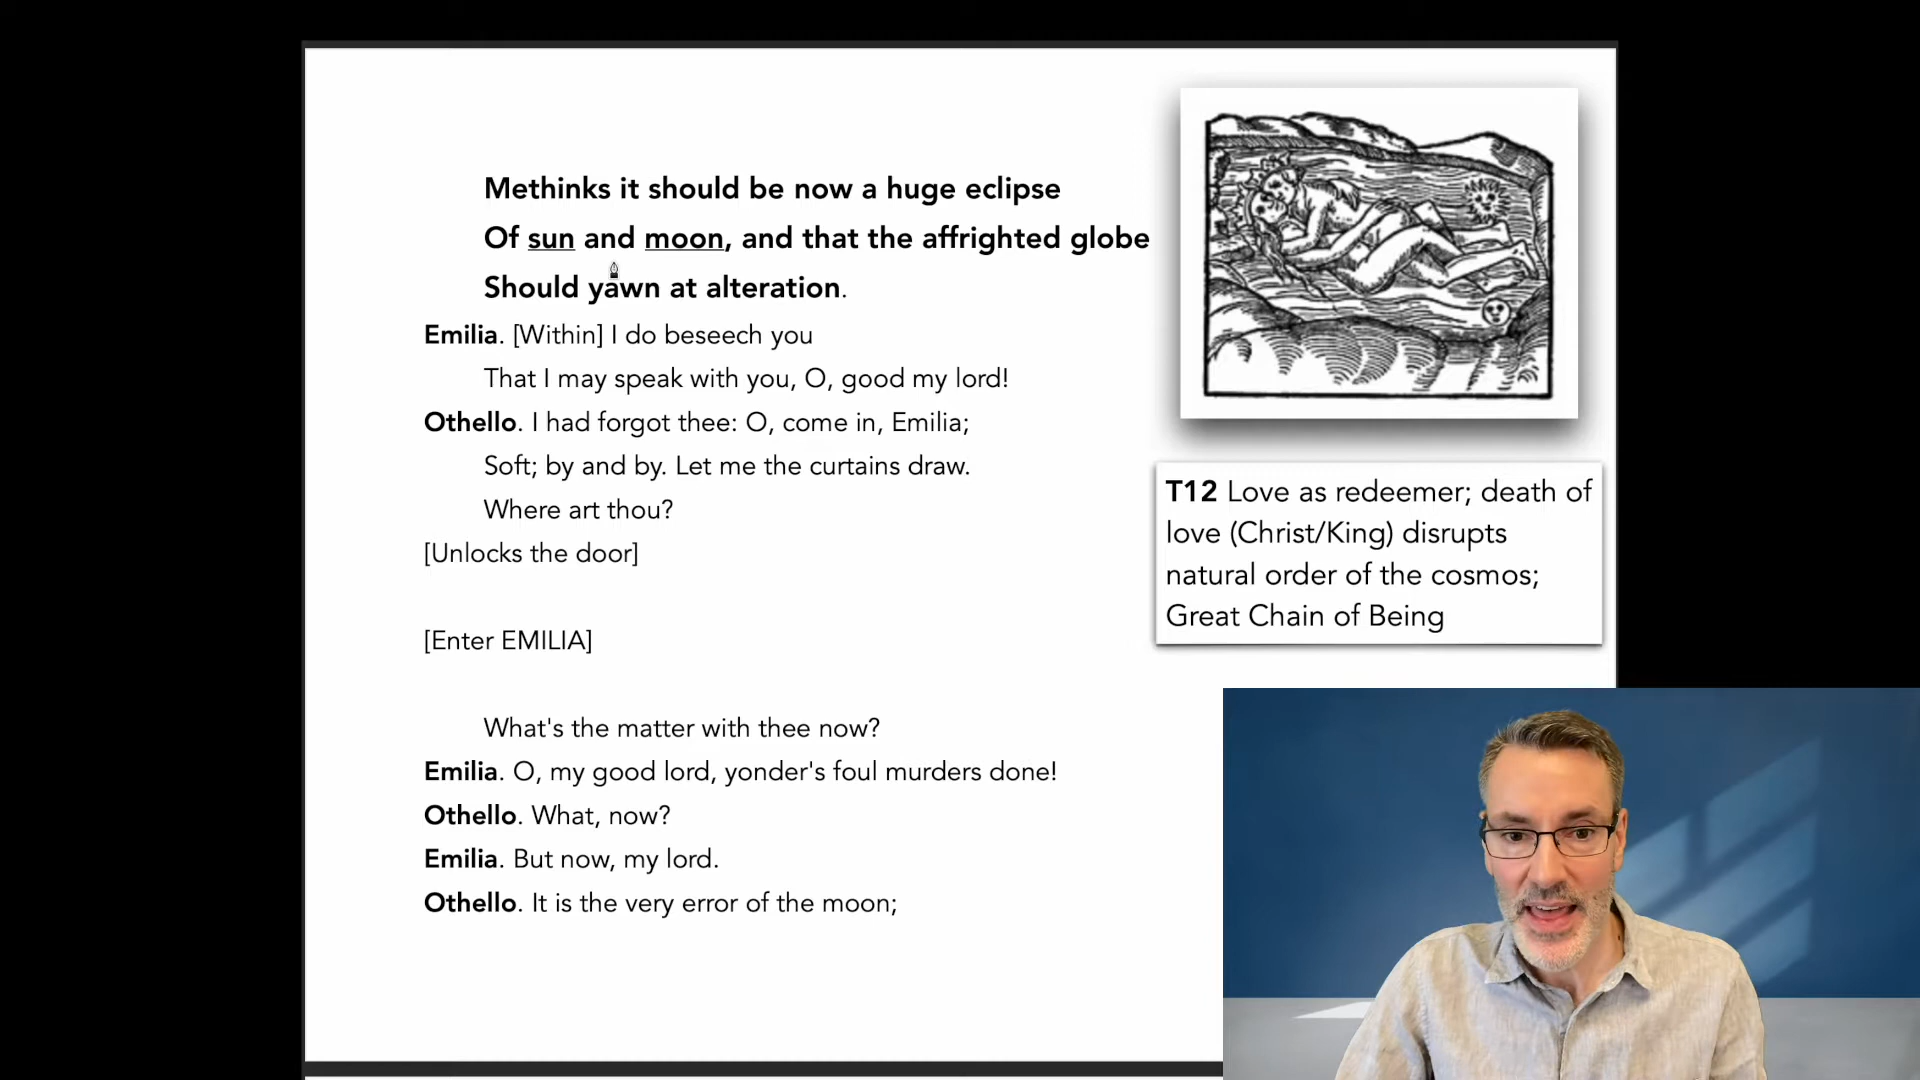 Methinks it should be now a huge eclipse
Of sun and moon, and that the affrighted globe
Should yawn at alteration.
Emilia. [Within] I do beseech you
That I may speak with you, O, good my lord!
Othello. I had forgot thee: O, come in, Emilia;
Soft; by and by. Let me the curtains draw.
Where art thou?
[Unlocks the door]
[Enter EMILIA]
What's the matter with thee now?
Emilia. O, my good lord, yonder's foul murders done!
Othello. What, now?
Emilia. But now, my lord.
Othello. It is the very error of the moon;
T12 Love as redeemer; death of
love (Christ/King) disrupts
natural order of the cosmos;
Great Chain of Being